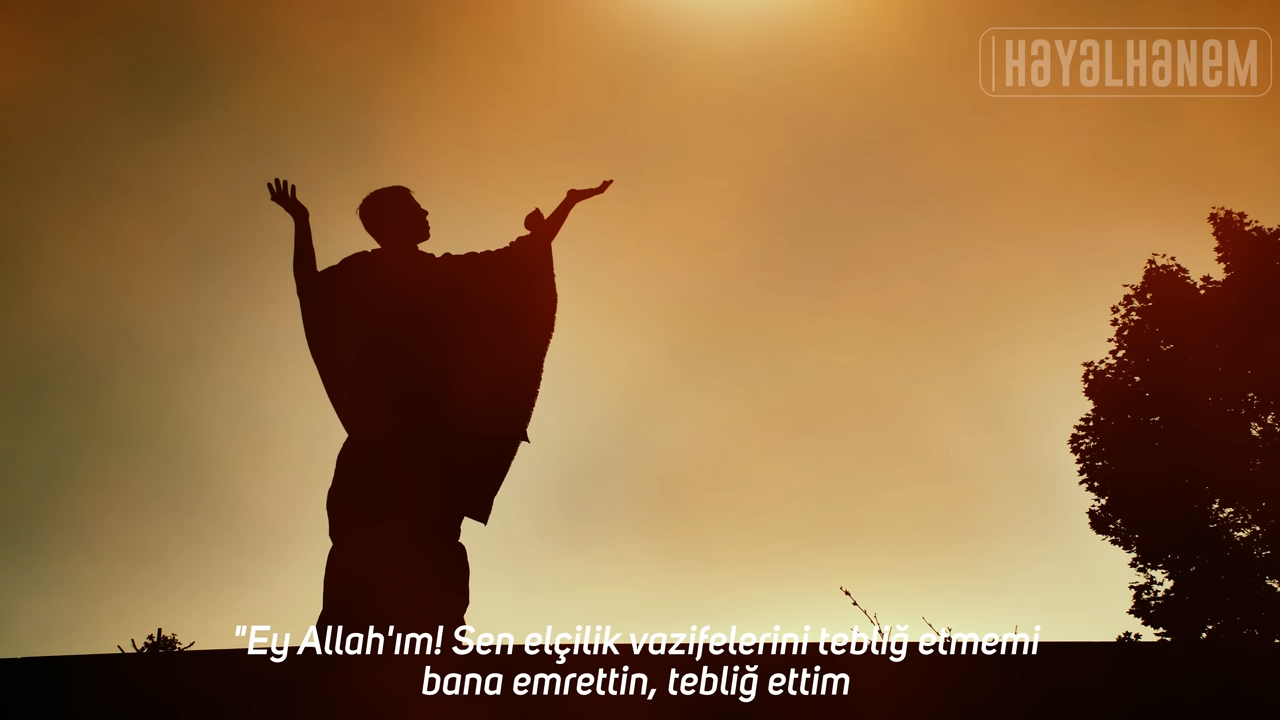 HAYALHANEM
"Ey Allah'ım! Sen elçilik vazifelerini tebliğ etmemi
bana emrettin, tebliğ ettim